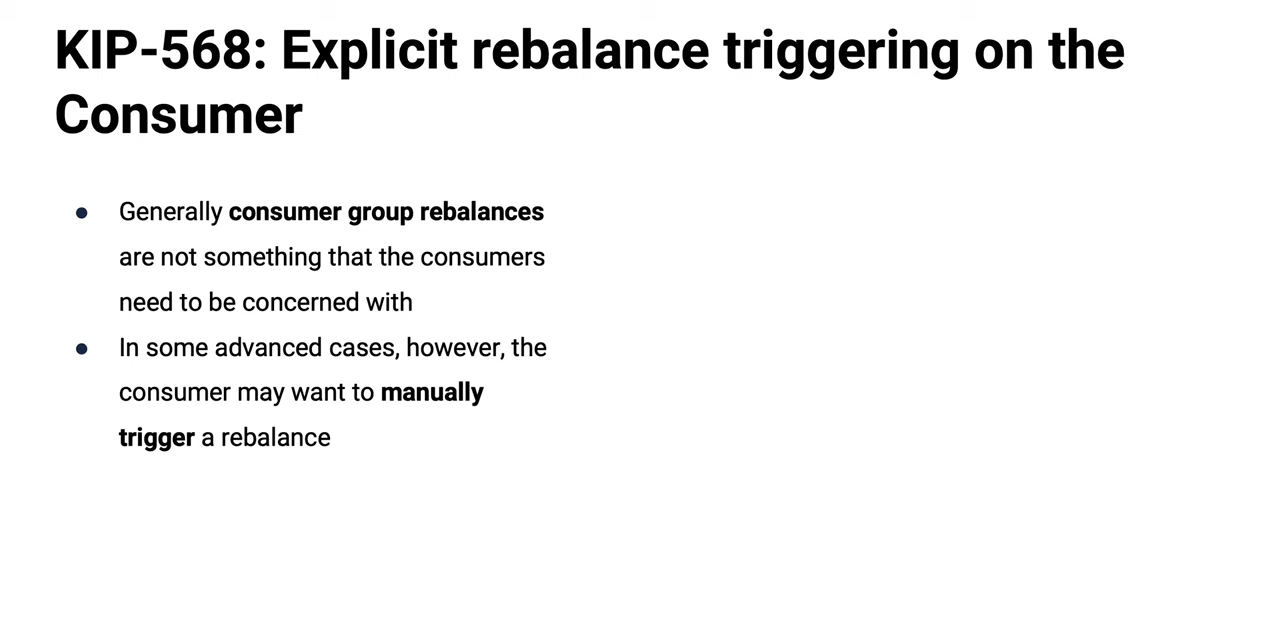 KIP-568: Explicit rebalance triggering on the
Consumer
● Generally consumer group rebalances
are not something that the consumers
need to be concerned with
● In some advanced cases, however, the
consumer may want to manually
trigger a rebalance